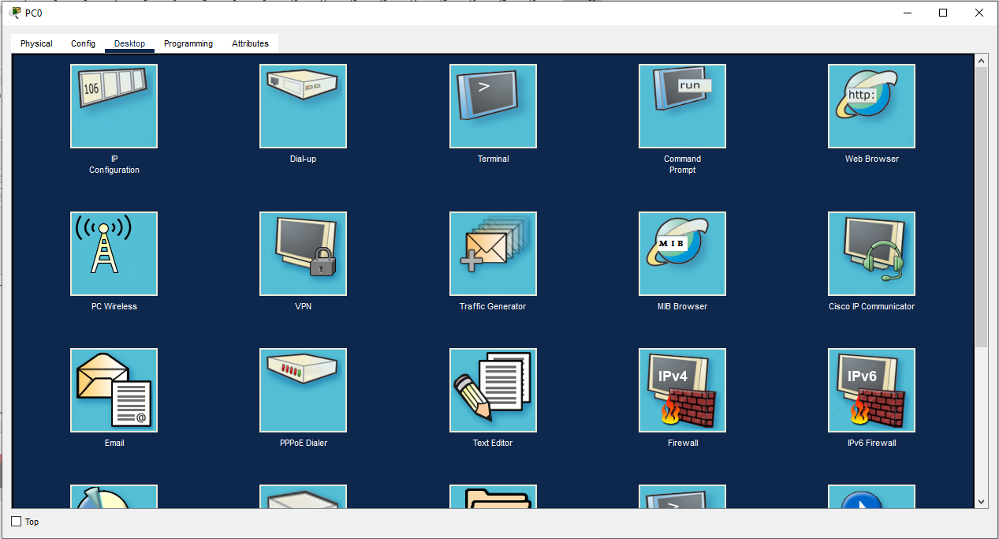 PC0
Physical Config Desktop Programming Attributes
106
>
run
http:
IP
Configuration
Dial-up
Terminal
Command
Prompt
Web Browser
MIB
PC Wireless
VPN
Traffic Generator
MIB Browser
Cisco IP Communicator
@
IPv4
IPv6
Email
PPPoE Dialer
Text Editor
Firewall
IPv6 Firewall
>
Top